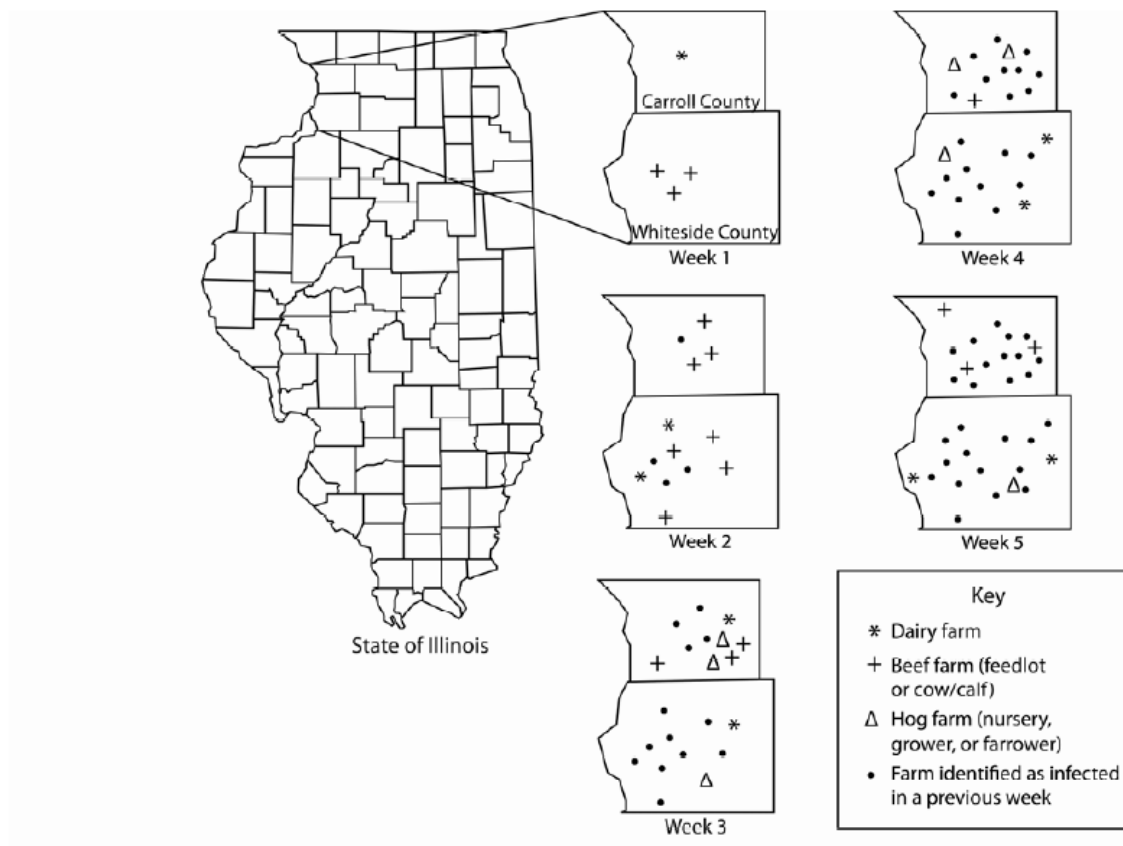 Carroll County
Whiteside County
Week 1
Week 4
Week 2
Week 5
State of Illinois
Week 3
Key
* Dairy farm
+ Beef farm (feedlot
or cow/calf)
Δ Hog farm (nursery,
grower, or farrower)
• Farm identified as infected
in a previous week